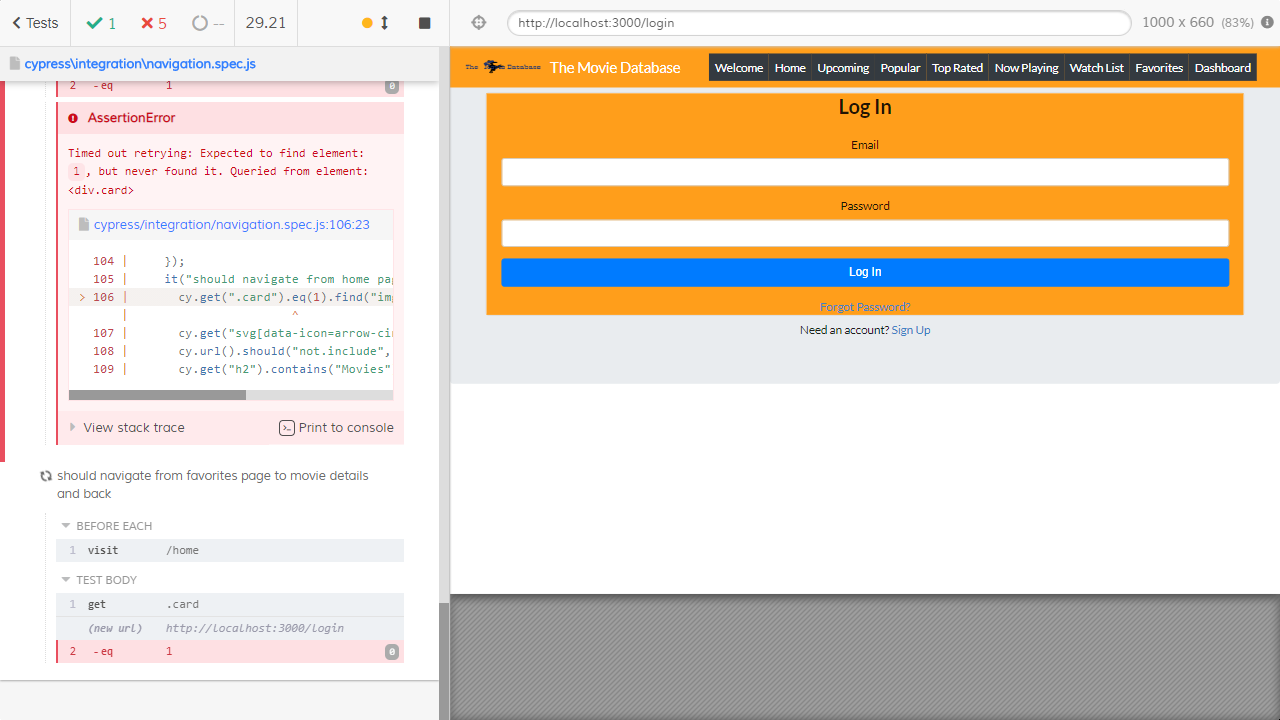 Tests
1
5
--
29.21
http://localhost:3000/login
1000 x 660 (83%)
cypress\integration\navigation.spec.js
2 -eq 1 0
AssertionError
Timed out retrying: Expected to find element:
1, but never found it. Queried from element:
<div.card>
cypress/integration/navigation.spec.js:106:23
104 | });
105 | it("should navigate from home pag
> 106 | cy.get(".card").eq(1).find("imp
| ^
107 | cy.get("svg[data-icon=arrow-cir
108 | cy.url().should("not.include",
109 | cy.get("h2").contains("Movies"
View stack trace
Print to console
should navigate from favorites page to movie details
and back
BEFORE EACH
1 visit /home
TEST BODY
1 get .card
(new url) http://localhost:3000/login
2 -eq 1 0
The Movie Database
Welcome
Home
Upcoming
Popular
Top Rated
Now Playing
Watch List
Favorites
Dashboard
Log In
Email
Password
Log In
Forgot Password?
Need an account? Sign Up